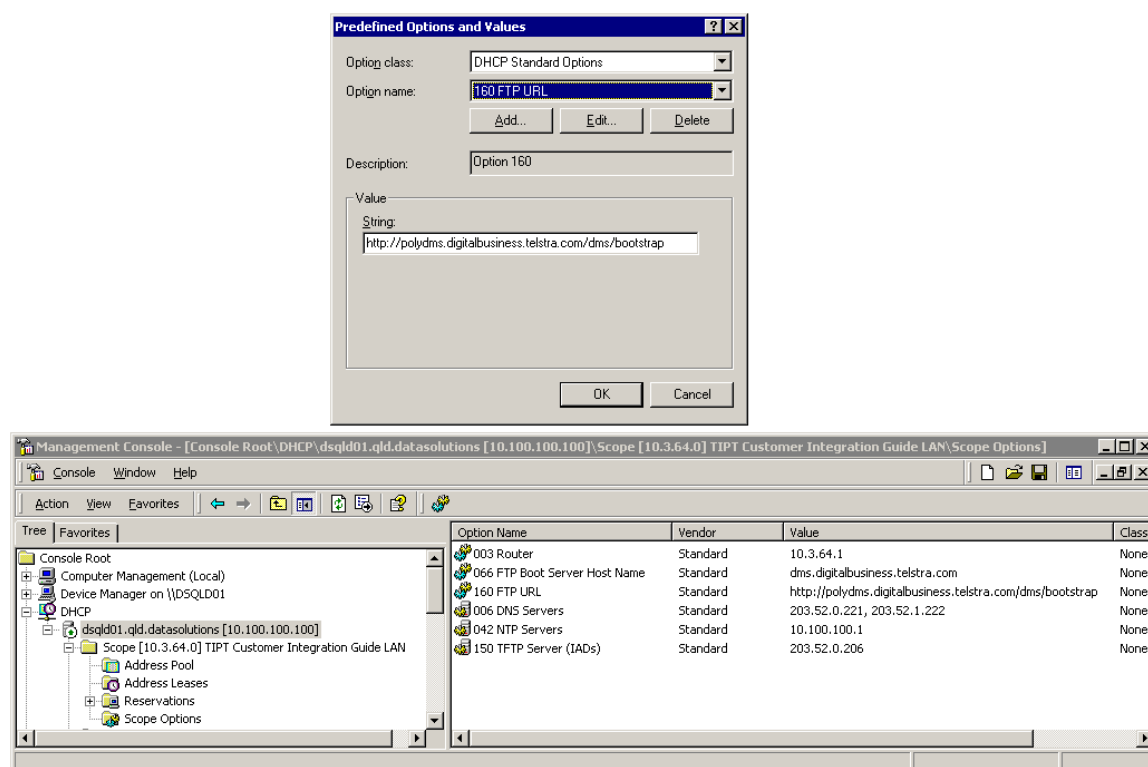 Predefined Options and Values
Option class:
DHCP Standard Options
Option name:
160 FTP URL
Add...
Edit...
Delete
Description:
Option 160
Value
String:
http://polydms.digitalbusiness.telstra.com/dms/bootstrap
OK
Cancel
Management Console - [Console Root\DHCP\dsqld01.qld.datasolutions [10.100.100.100]\Scope [10.3.64.0] TIPT Customer Integration Guide LAN\Scope Options]
Console Window Help
Action View Favorites
Tree Favorites
Console Root
Computer Management (Local)
Device Manager on \\DSQLD01
DHCP
dsqld01.qld.datasolutions [10.100.100.100]
Scope [10.3.64.0] TIPT Customer Integration Guide LAN
Address Pool
Address Leases
Reservations
Scope Options
Option Name Vendor Value Class
003 Router Standard 10.3.64.1 None
066 FTP Boot Server Host Name Standard dms.digitalbusiness.telstra.com None
160 FTP URL Standard http://polydms.digitalbusiness.telstra.com/dms/bootstrap None
006 DNS Servers Standard 203.52.0.221, 203.52.1.222 None
042 NTP Servers Standard 10.100.100.1 None
150 TFTP Server (IADs) Standard 203.52.0.206 None